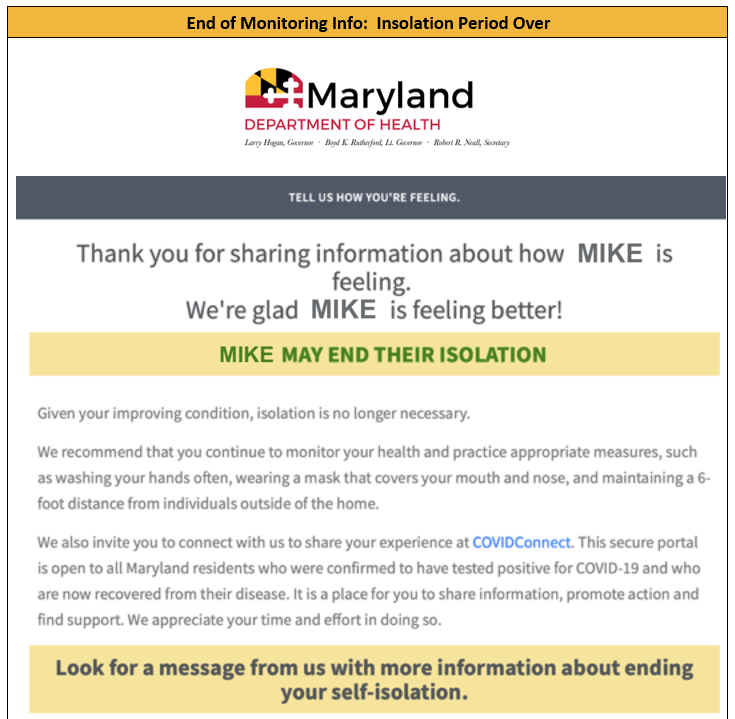 End of Monitoring Info:  Insolation Period Over
Maryland
DEPARTMENT OF HEALTH
Larry Hogan, Governor · Boyd K. Rutherford, Lt. Governor · Robert R. Neall, Secretary
TELL US HOW YOU'RE FEELING.
Thank you for sharing information about how MIKE is
feeling.
We're glad MIKE is feeling better!
MIKE MAY END THEIR ISOLATION
Given your improving condition, isolation is no longer necessary.
We recommend that you continue to monitor your health and practice appropriate measures, such
as washing your hands often, wearing a mask that covers your mouth and nose, and maintaining a 6-
foot distance from individuals outside of the home.
We also invite you to connect with us to share your experience at COVIDConnect. This secure portal
is open to all Maryland residents who were confirmed to have tested positive for COVID-19 and who
are now recovered from their disease. It is a place for you to share information, promote action and
find support. We appreciate your time and effort in doing so.
Look for a message from us with more information about ending
your self-isolation.